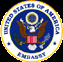 UNITED STATES OF AMERICA
EMBASSY